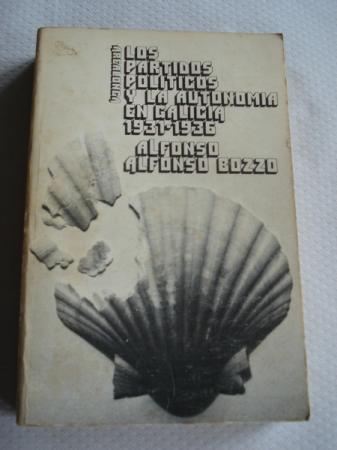 LOS
PARTIDOS
POLITICOS
Y LA AUTONOMIA
EN GALICIA
1931-1936
ALFONSO
ALFONSO BOZZO